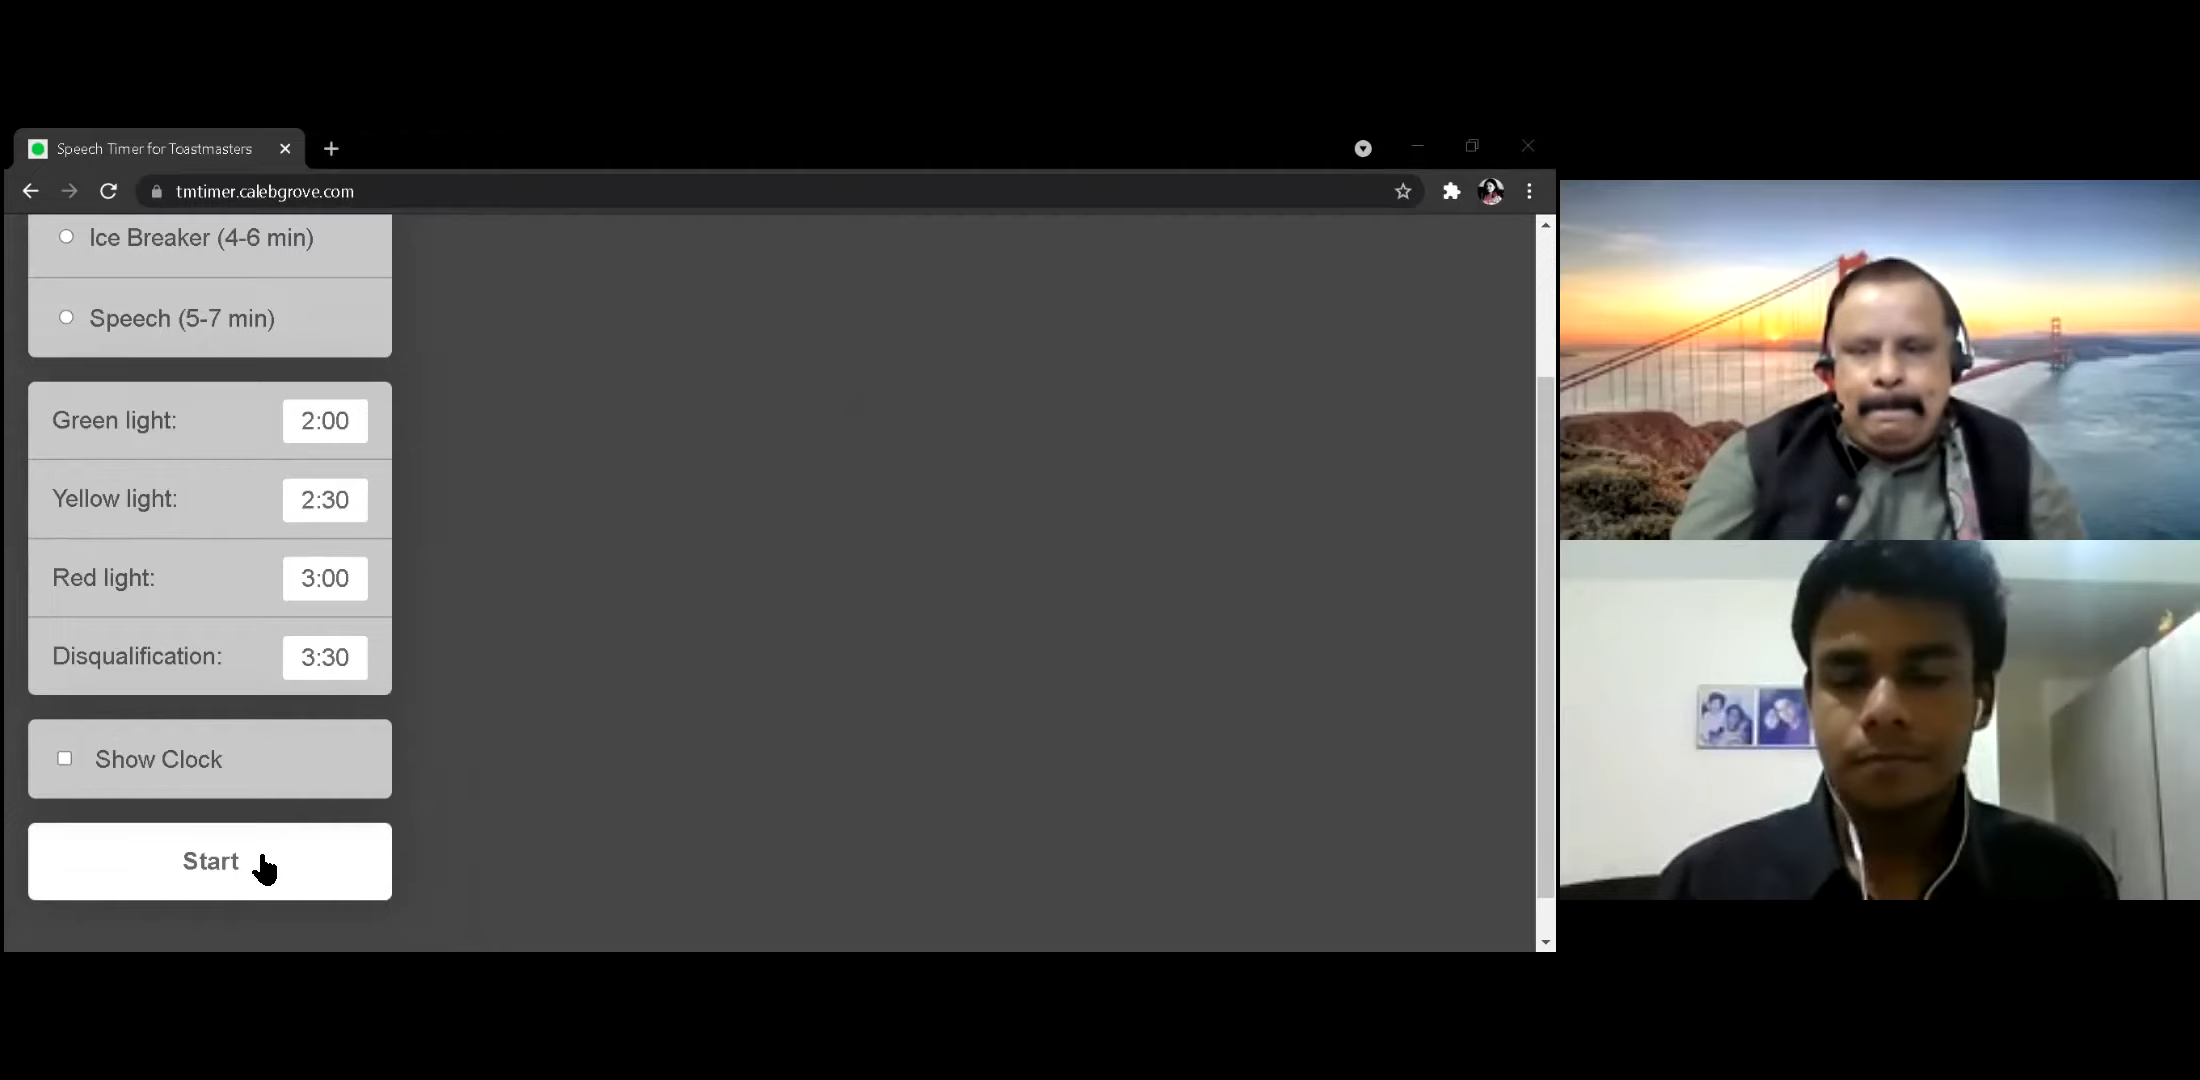 Speech Timer for Toastmasters
tmtimer.calebgrove.com
Ice Breaker (4-6 min)
Speech (5-7 min)
Green light: 2:00
Yellow light: 2:30
Red light: 3:00
Disqualification: 3:30
Show Clock
Start